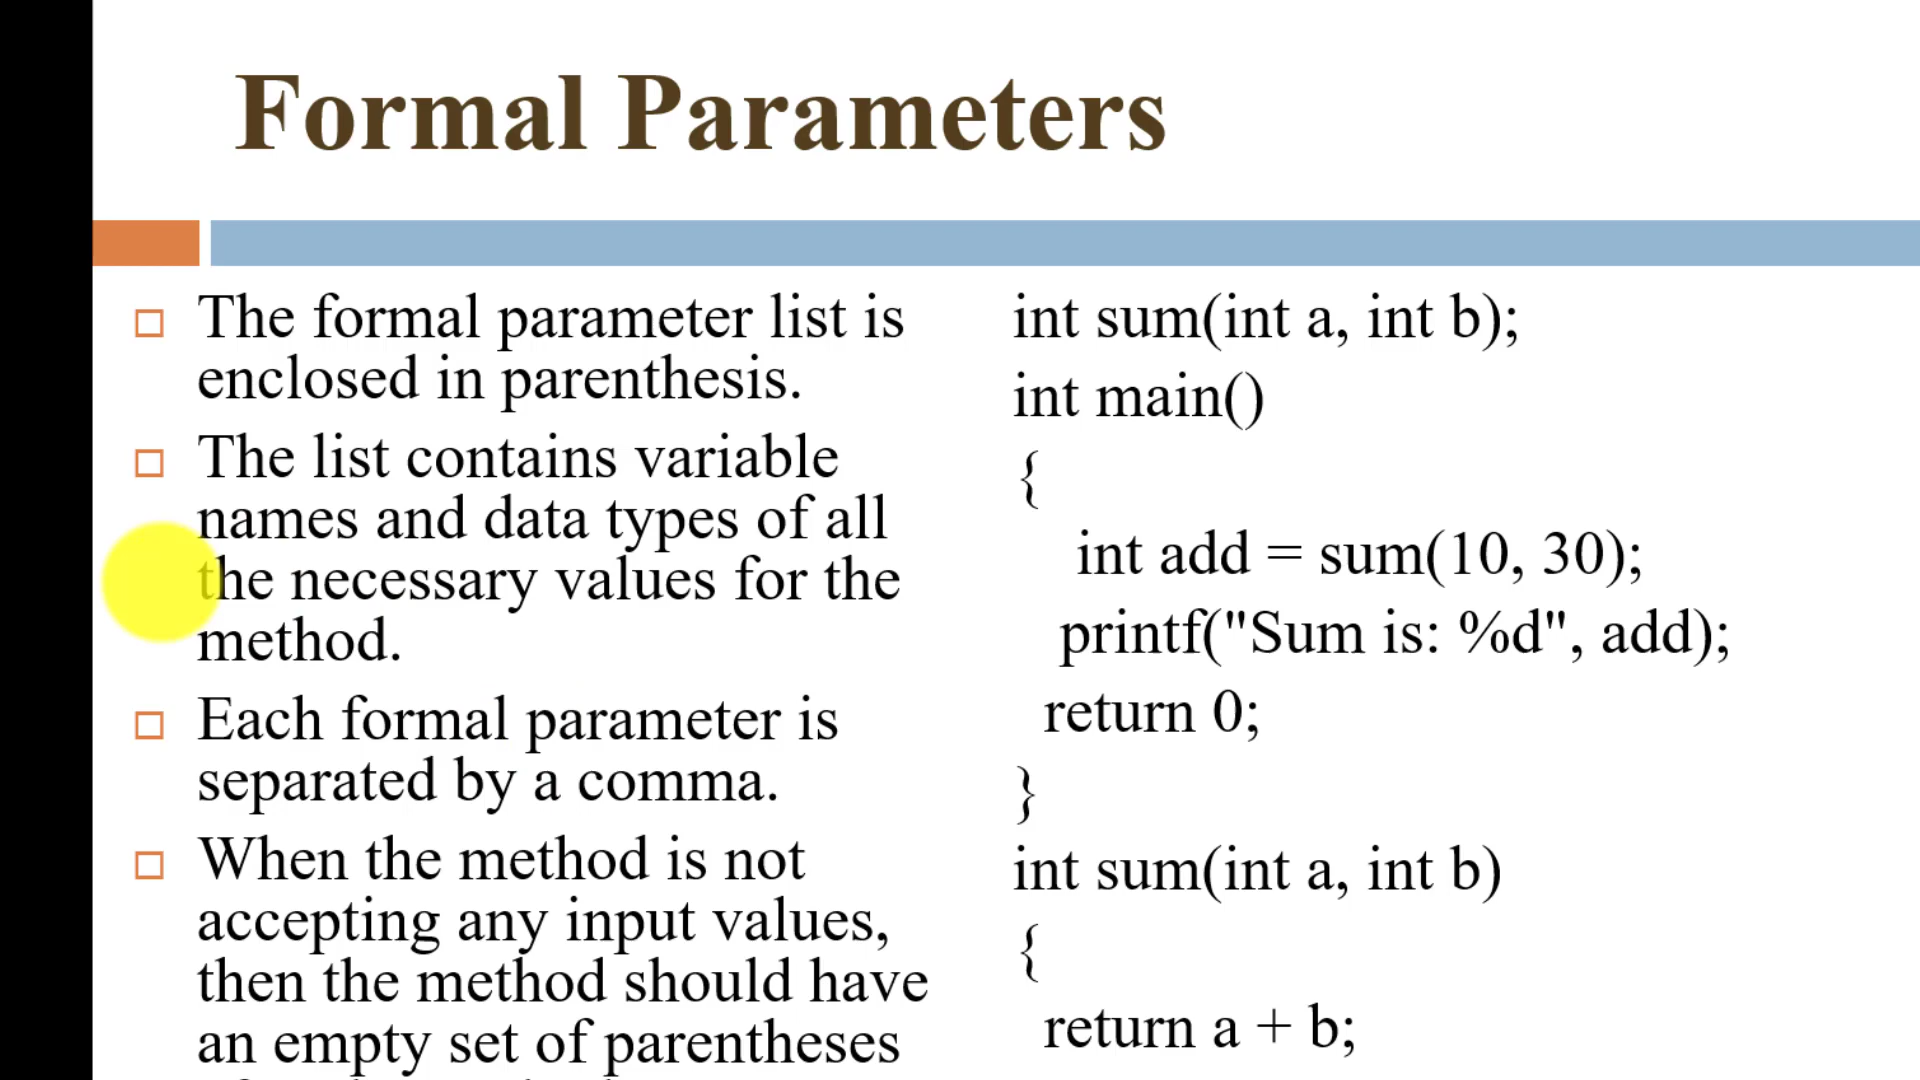 Formal Parameters
The formal parameter list is
enclosed in parenthesis.
The list contains variable
names and data types of all
the necessary values for the
method.
Each formal parameter is
separated by a comma.
When the method is not
accepting any input values,
then the method should have
an empty set of parentheses
int sum(int a, int b);
int main()
{
int add = sum(10, 30);
printf("Sum is: %d", add);
return 0;
}
int sum(int a, int b)
{
return a + b;